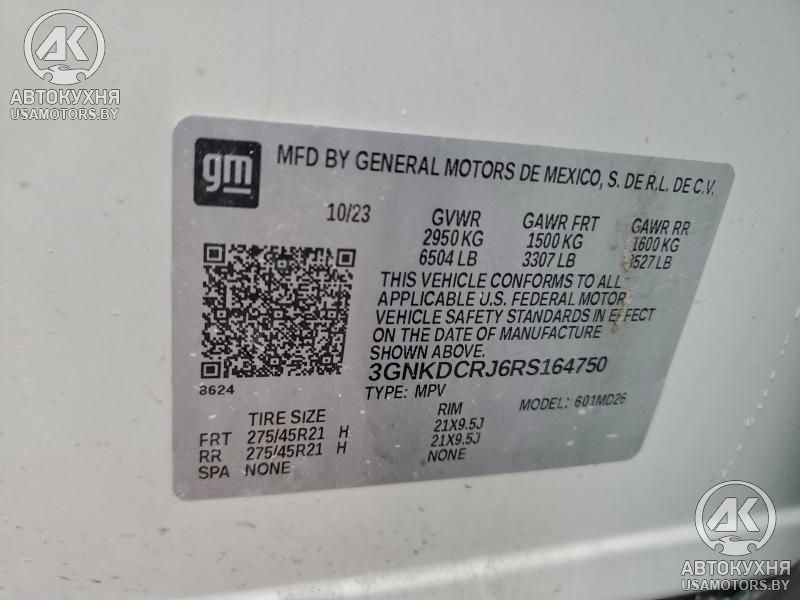 AK
АВТОКУХНЯ
USAMOTORS.BY
gm MFD BY GENERAL MOTORS DE MEXICO, S. DE R.L. DE C.V.
10/23 GVWR GAWR FRT GAWR RR
2950 KG 1500 KG 1600 KG
6504 LB 3307 LB 3527 LB
THIS VEHICLE CONFORMS TO ALL
APPLICABLE U.S. FEDERAL MOTOR
VEHICLE SAFETY STANDARDS IN EFFECT
ON THE DATE OF MANUFACTURE
SHOWN ABOVE.
3GNKDCRJ6RS164750
8624 TYPE: MPV MODEL: 601MD26
TIRE SIZE RIM
FRT 275/45R21 H 21X9.5J
RR 275/45R21 H 21X9.5J
SPA NONE NONE
AK
АВТОКУХНЯ
USAMOTORS.BY